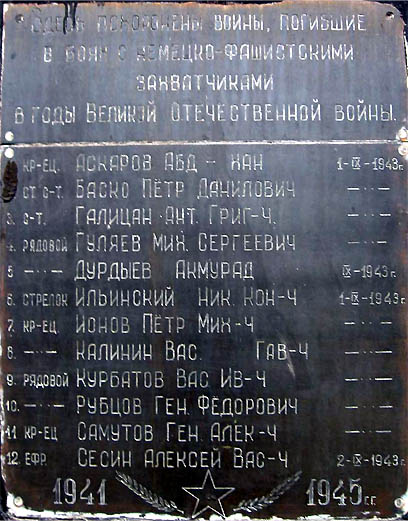 Здесь похоронены воины, погибшие
в боях с немецко-фашистскими
захватчиками
в годы Великой Отечественной войны.
кр-ец. Аскаров Абд - хан 1-IX-1943г.
ст с-т. Баско Пётр Данилович —··—
3. с-т. Галицан Ант. Григ-ч. —··—
4. рядовой Гуляев Мих. Сергеевич —··—
5 —··— Дурдыев Акмурад IX-1943г.
6. стрелок Ильинский Ник. Кон-ч 1-IX-1943г.
7. кр-ец Ионов Пётр Мих-ч —··—
8. —··— Калинин Вас. Гав-ч —··—
9. рядовой Курбатов Вас Ив-ч —··—
10. —··— Рубцов Ген. Фёдорович —··—
11 кр-ец Самутов Ген. Алек-ч —··—
12. ефр. Сесин Алексей Вас-ч 2-IX-1943г.
1941 1945г.г.